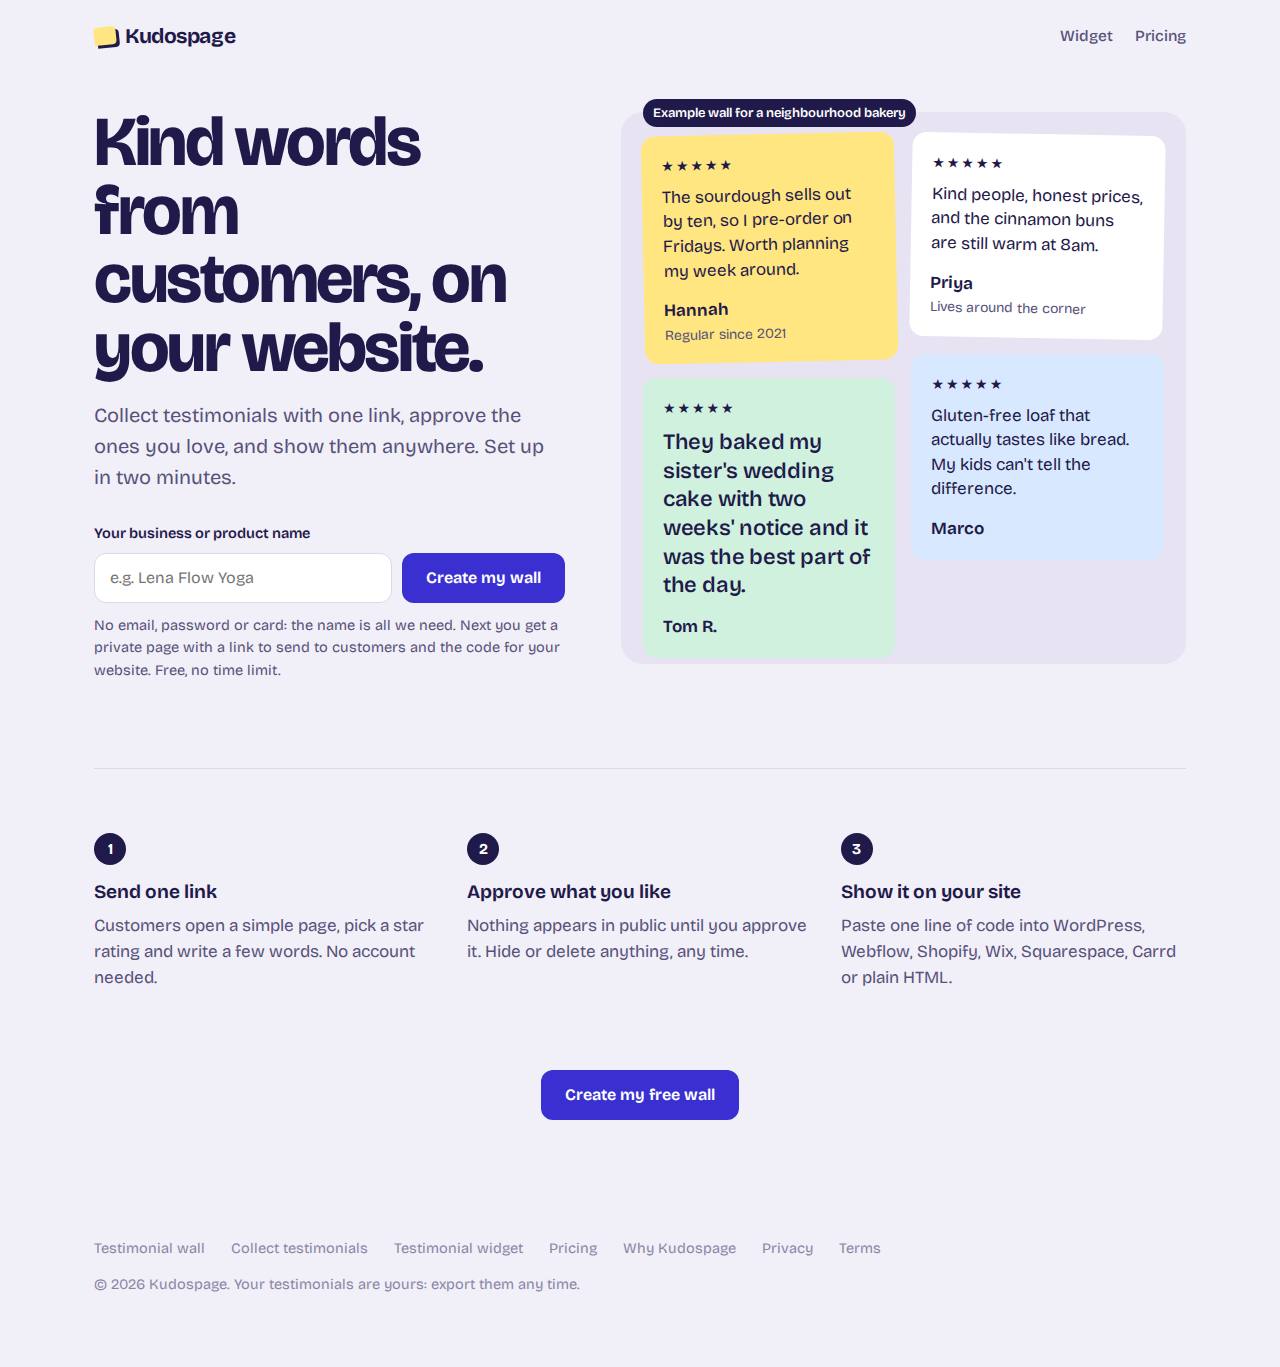 Kudospage
Widget
Pricing
Kind words
from
customers, on
your website.
Collect testimonials with one link, approve the
ones you love, and show them anywhere. Set up
in two minutes.
Your business or product name
e.g. Lena Flow Yoga
Create my wall
No email, password or card: the name is all we need. Next you get a
private page with a link to send to customers and the code for your
website. Free, no time limit.
Example wall for a neighbourhood bakery
★★★★★
The sourdough sells out
by ten, so I pre-order on
Fridays. Worth planning
my week around.
Hannah
Regular since 2021
★★★★★
They baked my
sister's wedding
cake with two
weeks' notice and it
was the best part of
the day.
Tom R.
★★★★★
Kind people, honest prices,
and the cinnamon buns
are still warm at 8am.
Priya
Lives around the corner
★★★★★
Gluten-free loaf that
actually tastes like bread.
My kids can't tell the
difference.
Marco
1
Send one link
Customers open a simple page, pick a star
rating and write a few words. No account
needed.
2
Approve what you like
Nothing appears in public until you approve
it. Hide or delete anything, any time.
3
Show it on your site
Paste one line of code into WordPress,
Webflow, Shopify, Wix, Squarespace, Carrd
or plain HTML.
Create my free wall
Testimonial wall
Collect testimonials
Testimonial widget
Pricing
Why Kudospage
Privacy
Terms
© 2026 Kudospage. Your testimonials are yours: export them any time.